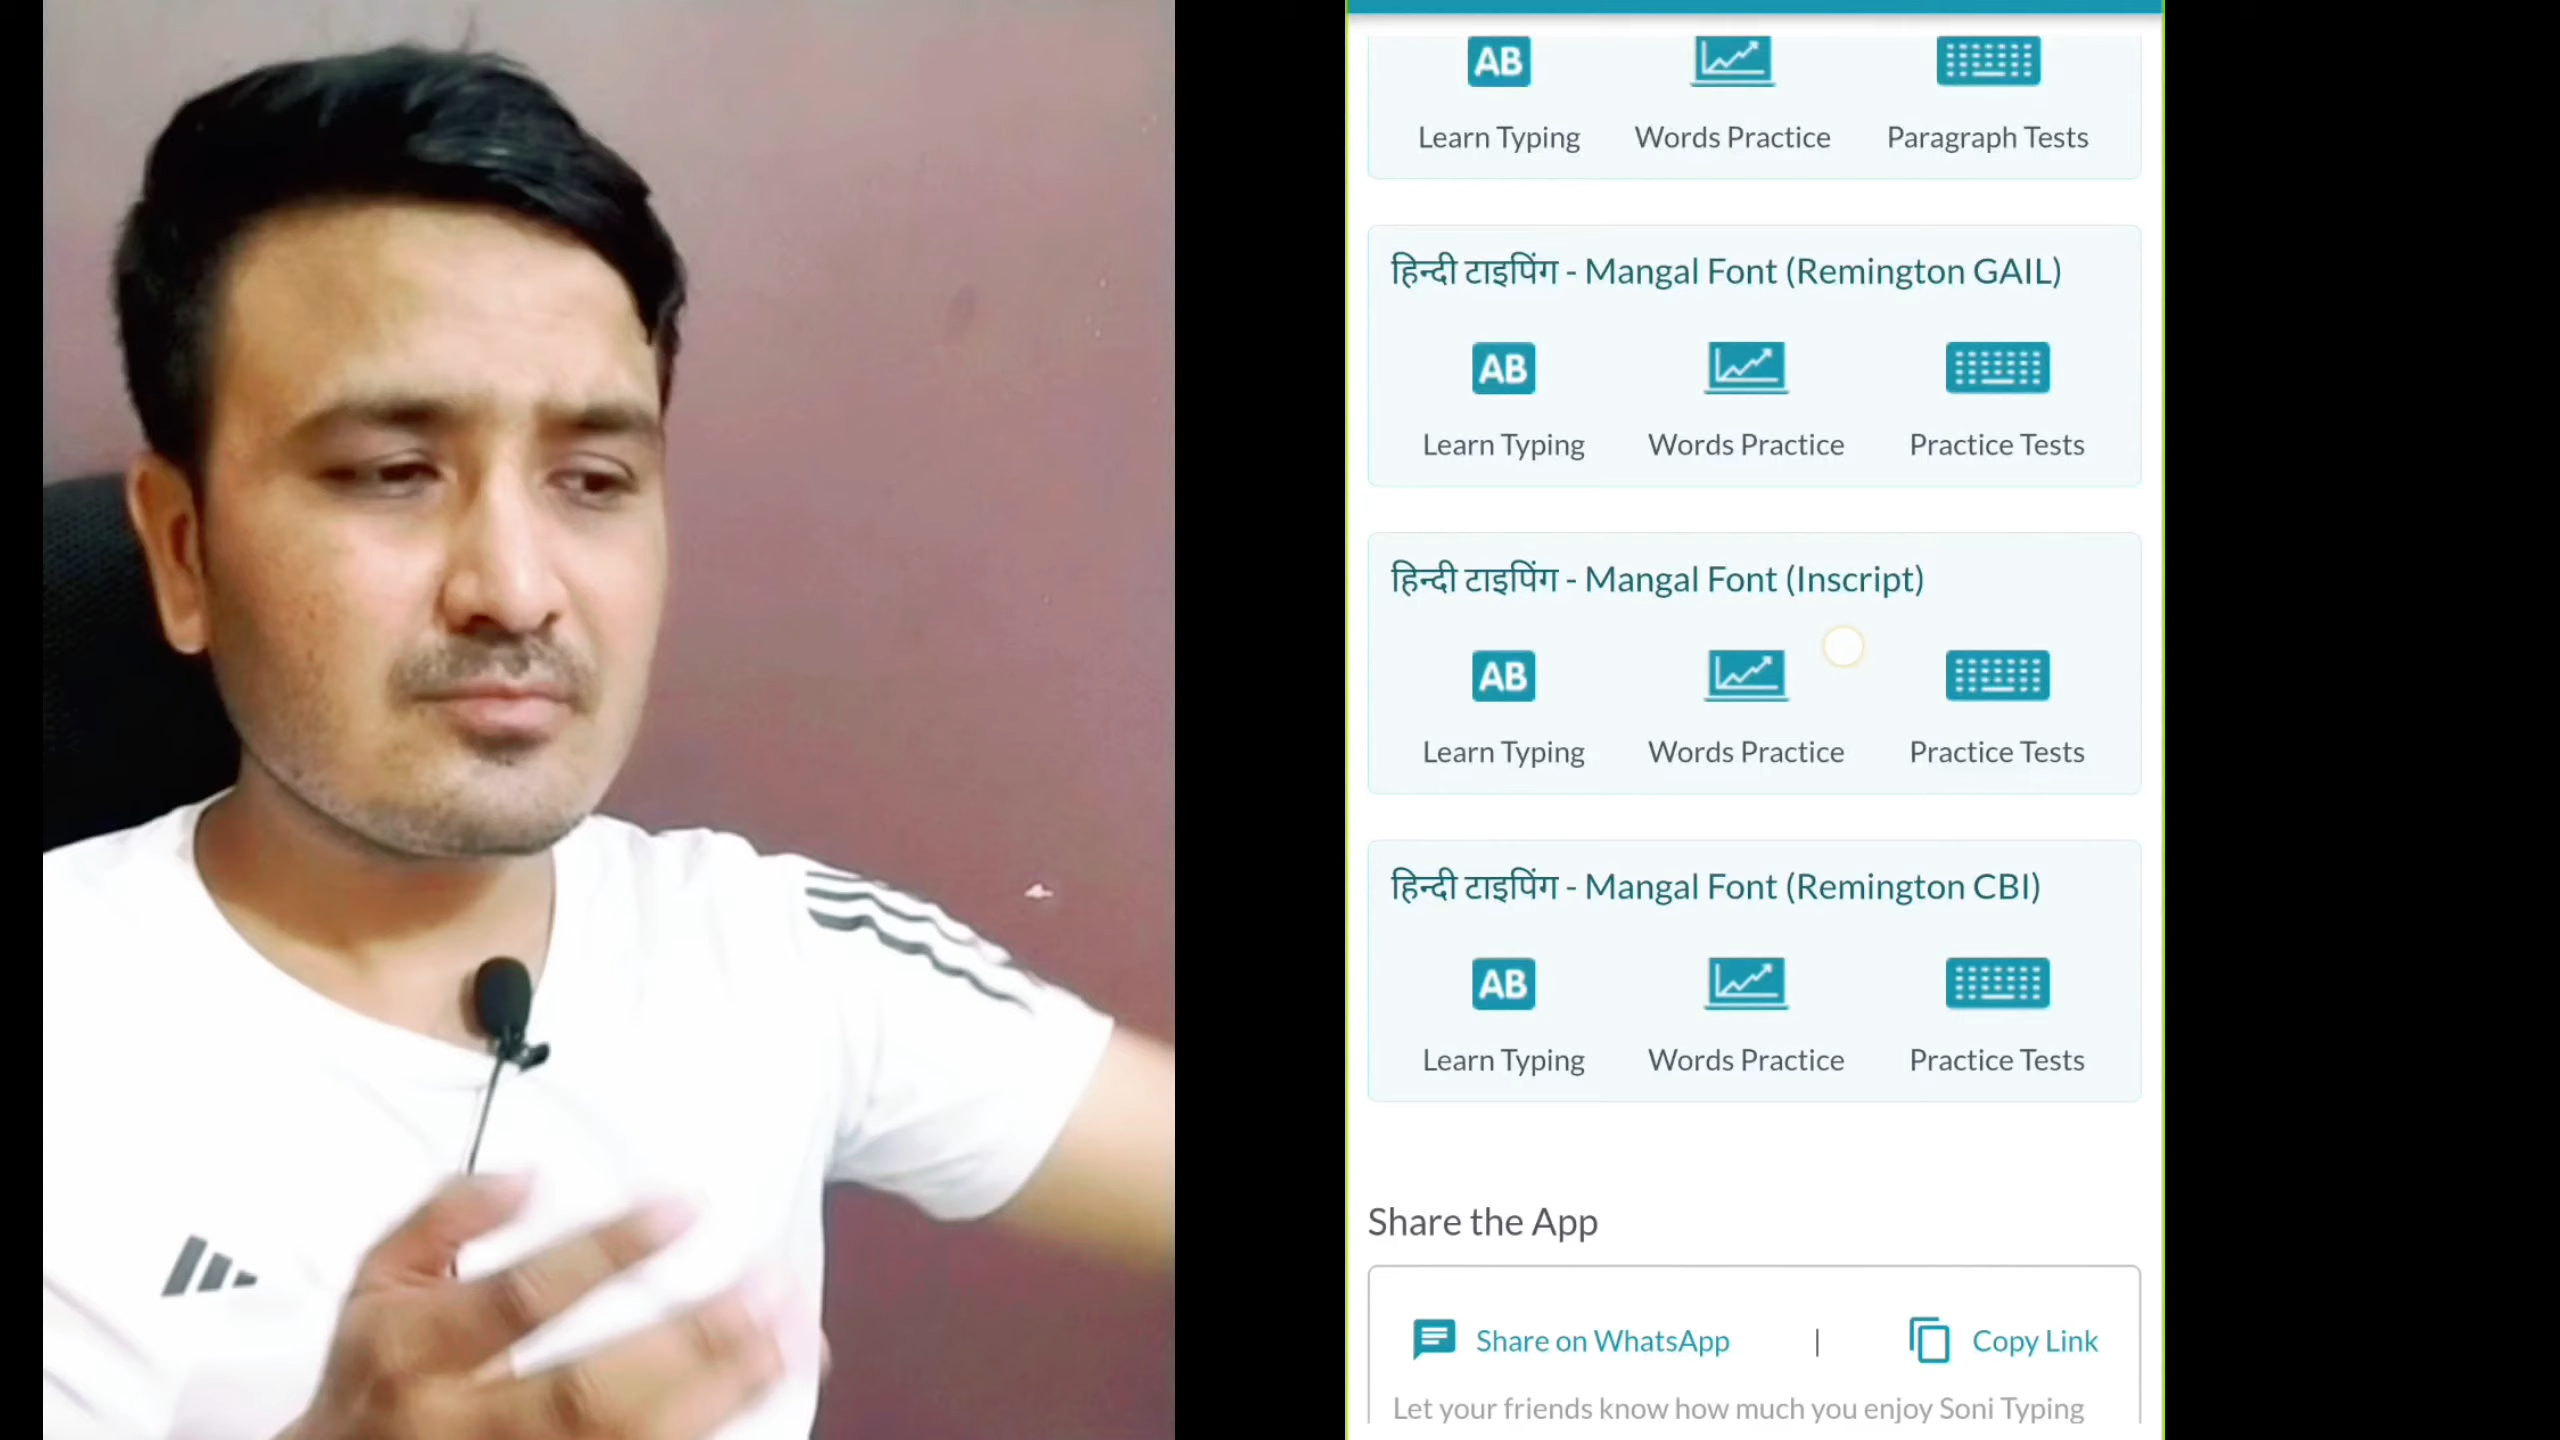 AB
Learn Typing Words Practice Paragraph Tests
हिन्दी टाइपिंग - Mangal Font (Remington GAIL)
AB
Learn Typing Words Practice Practice Tests
हिन्दी टाइपिंग - Mangal Font (Inscript)
AB
Learn Typing Words Practice Practice Tests
हिन्दी टाइपिंग - Mangal Font (Remington CBI)
AB
Learn Typing Words Practice Practice Tests
Share the App
Share on WhatsApp | Copy Link
Let your friends know how much you enjoy Soni Typing